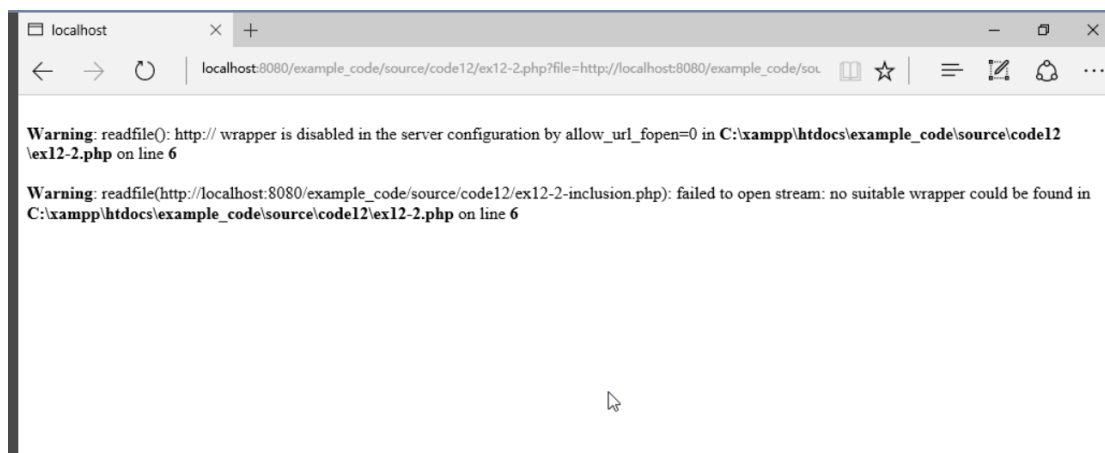 localhost
localhost:8080/example_code/source/code12/ex12-2.php?file=http://localhost:8080/example_code/sou
Warning: readfile(): http:// wrapper is disabled in the server configuration by allow_url_fopen=0 in C:\xampp\htdocs\example_code\source\code12
\ex12-2.php on line 6
Warning: readfile(http://localhost:8080/example_code/source/code12/ex12-2-inclusion.php): failed to open stream: no suitable wrapper could be found in
C:\xampp\htdocs\example_code\source\code12\ex12-2.php on line 6